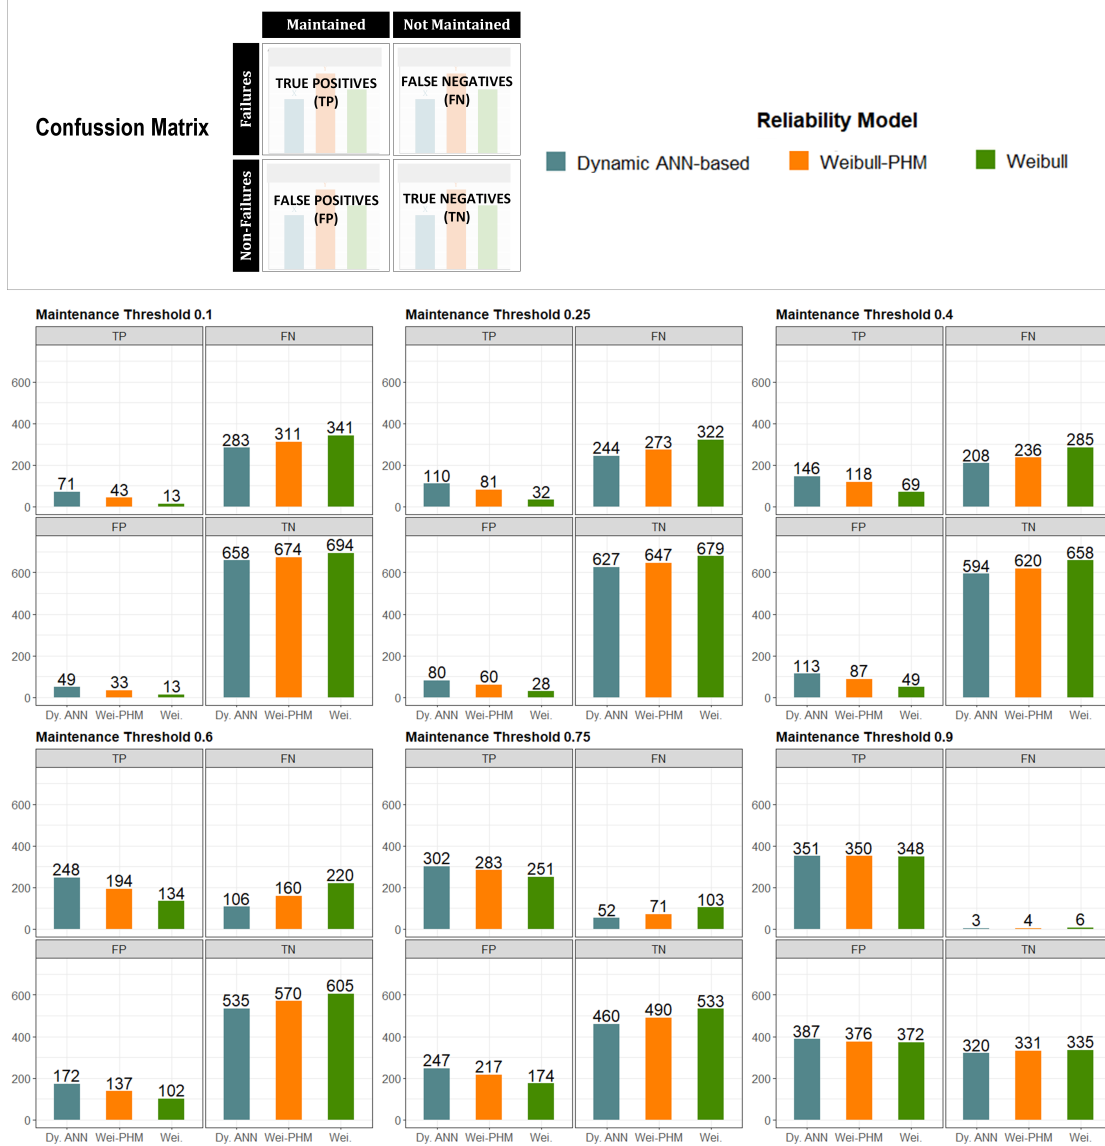 Maintained Not Maintained
Failures
TRUE POSITIVES
(TP)
FALSE NEGATIVES
(FN)
Confussion Matrix
Non-Failures
FALSE POSITIVES
(FP)
TRUE NEGATIVES
(TN)
Reliability Model
Dynamic ANN-based Weibull-PHM Weibull
Maintenance Threshold 0.1
TP FN
600
400
200
0
71 43 13
283 311 341
FP TN
600
400
200
0
49 33 13
658 674 694
Dy. ANN Wei-PHM Wei. Dy. ANN Wei-PHM Wei.
Maintenance Threshold 0.25
TP FN
600
400
200
0
110 81 32
244 273 322
FP TN
600
400
200
0
80 60 28
627 647 679
Dy. ANN Wei-PHM Wei. Dy. ANN Wei-PHM Wei.
Maintenance Threshold 0.4
TP FN
600
400
200
0
146 118 69
208 236 285
FP TN
600
400
200
0
113 87 49
594 620 658
Dy. ANN Wei-PHM Wei. Dy. ANN Wei-PHM Wei.
Maintenance Threshold 0.6
TP FN
600
400
200
0
248 194 134
106 160 220
FP TN
600
400
200
0
172 137 102
535 570 605
Dy. ANN Wei-PHM Wei. Dy. ANN Wei-PHM Wei.
Maintenance Threshold 0.75
TP FN
600
400
200
0
302 283 251
52 71 103
FP TN
600
400
200
0
247 217 174
460 490 533
Dy. ANN Wei-PHM Wei. Dy. ANN Wei-PHM Wei.
Maintenance Threshold 0.9
TP FN
600
400
200
0
351 350 348
3 4 6
FP TN
600
400
200
0
387 376 372
320 331 335
Dy. ANN Wei-PHM Wei. Dy. ANN Wei-PHM Wei.